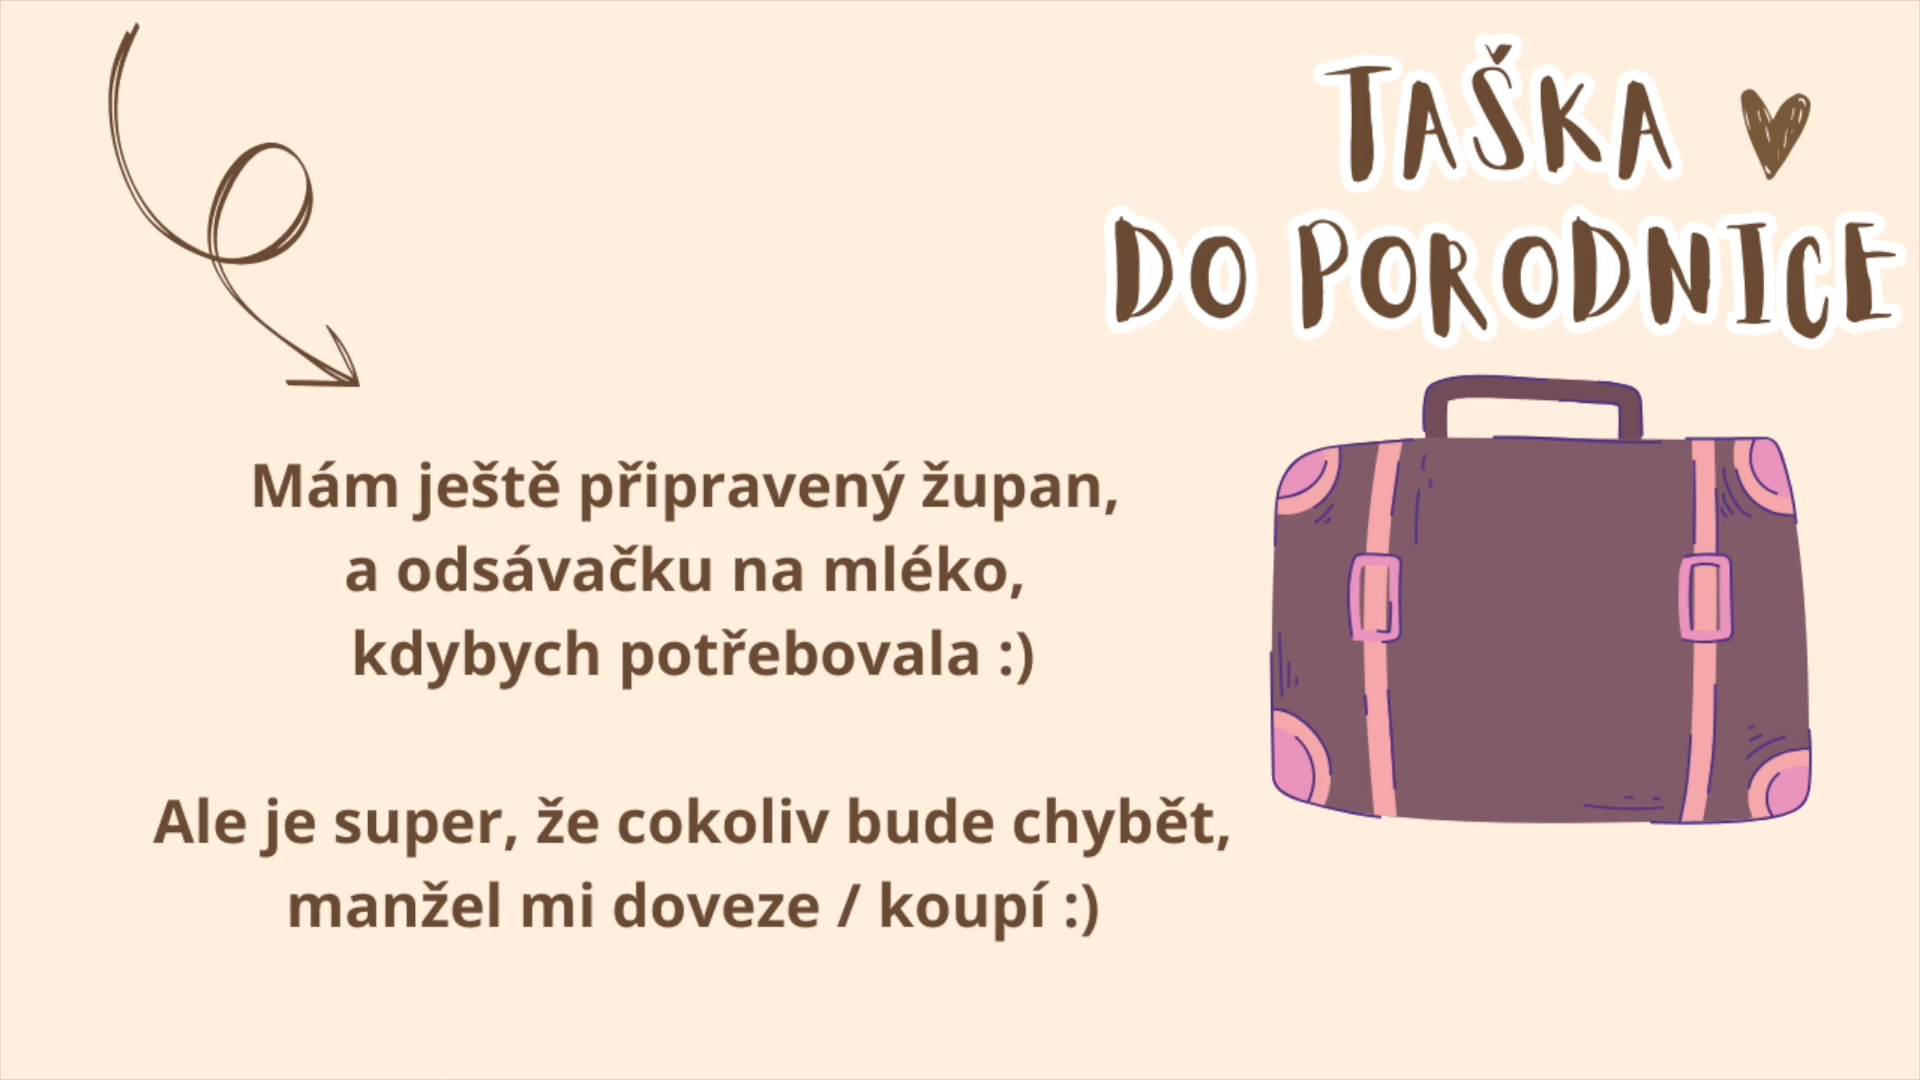 TAŠKA
DO PORODNICE
Mám ještě připravený župan,
a odsávačku na mléko,
kdybych potřebovala :)
Ale je super, že cokoliv bude chybět,
manžel mi doveze / koupí :)